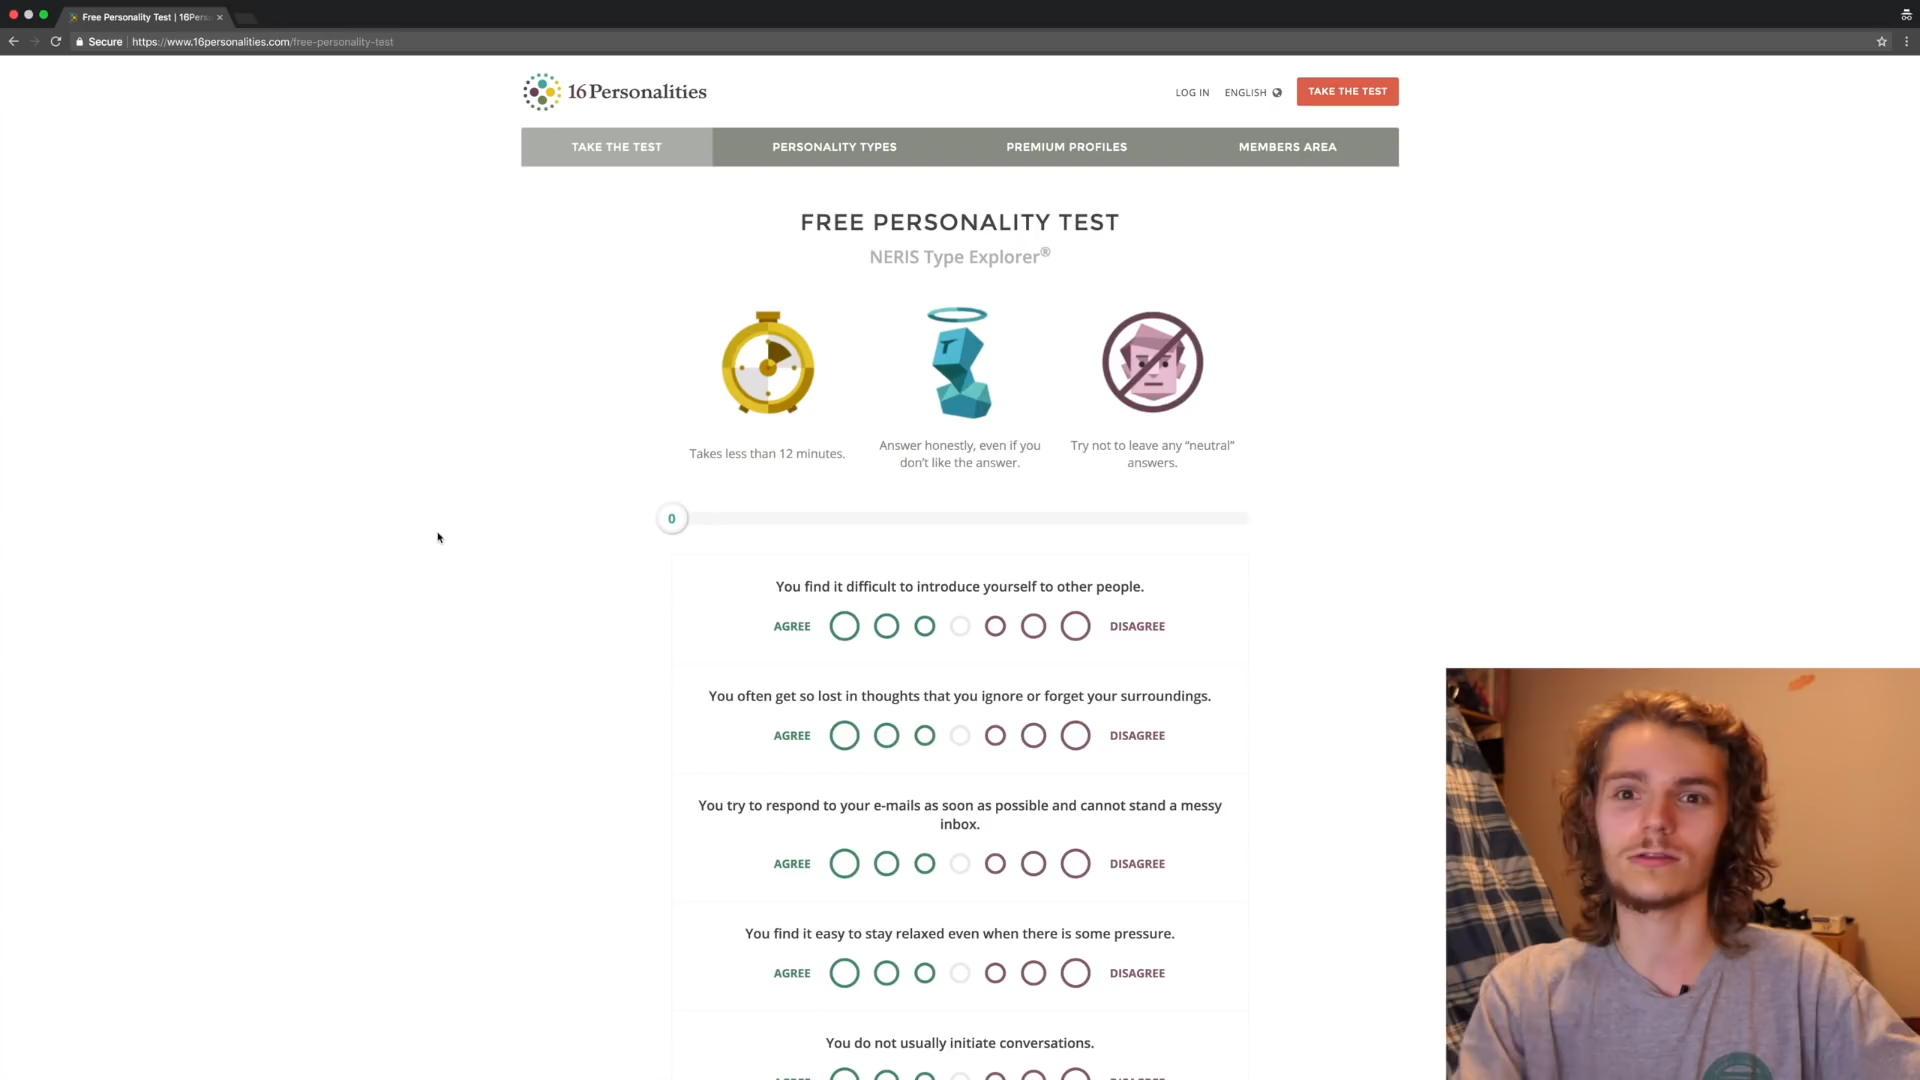 Free Personality Test | 16Pers
Secure https://www.16personalities.com/free-personality-test
16Personalities
LOG IN ENGLISH TAKE THE TEST
TAKE THE TEST PERSONALITY TYPES PREMIUM PROFILES MEMBERS AREA
FREE PERSONALITY TEST
NERIS Type Explorer®
T
Takes less than 12 minutes.
Answer honestly, even if you
don't like the answer.
Try not to leave any “neutral”
answers.
0
You find it difficult to introduce yourself to other people.
AGREE DISAGREE
You often get so lost in thoughts that you ignore or forget your surroundings.
AGREE DISAGREE
You try to respond to your e-mails as soon as possible and cannot stand a messy
inbox.
AGREE DISAGREE
You find it easy to stay relaxed even when there is some pressure.
AGREE DISAGREE
You do not usually initiate conversations.